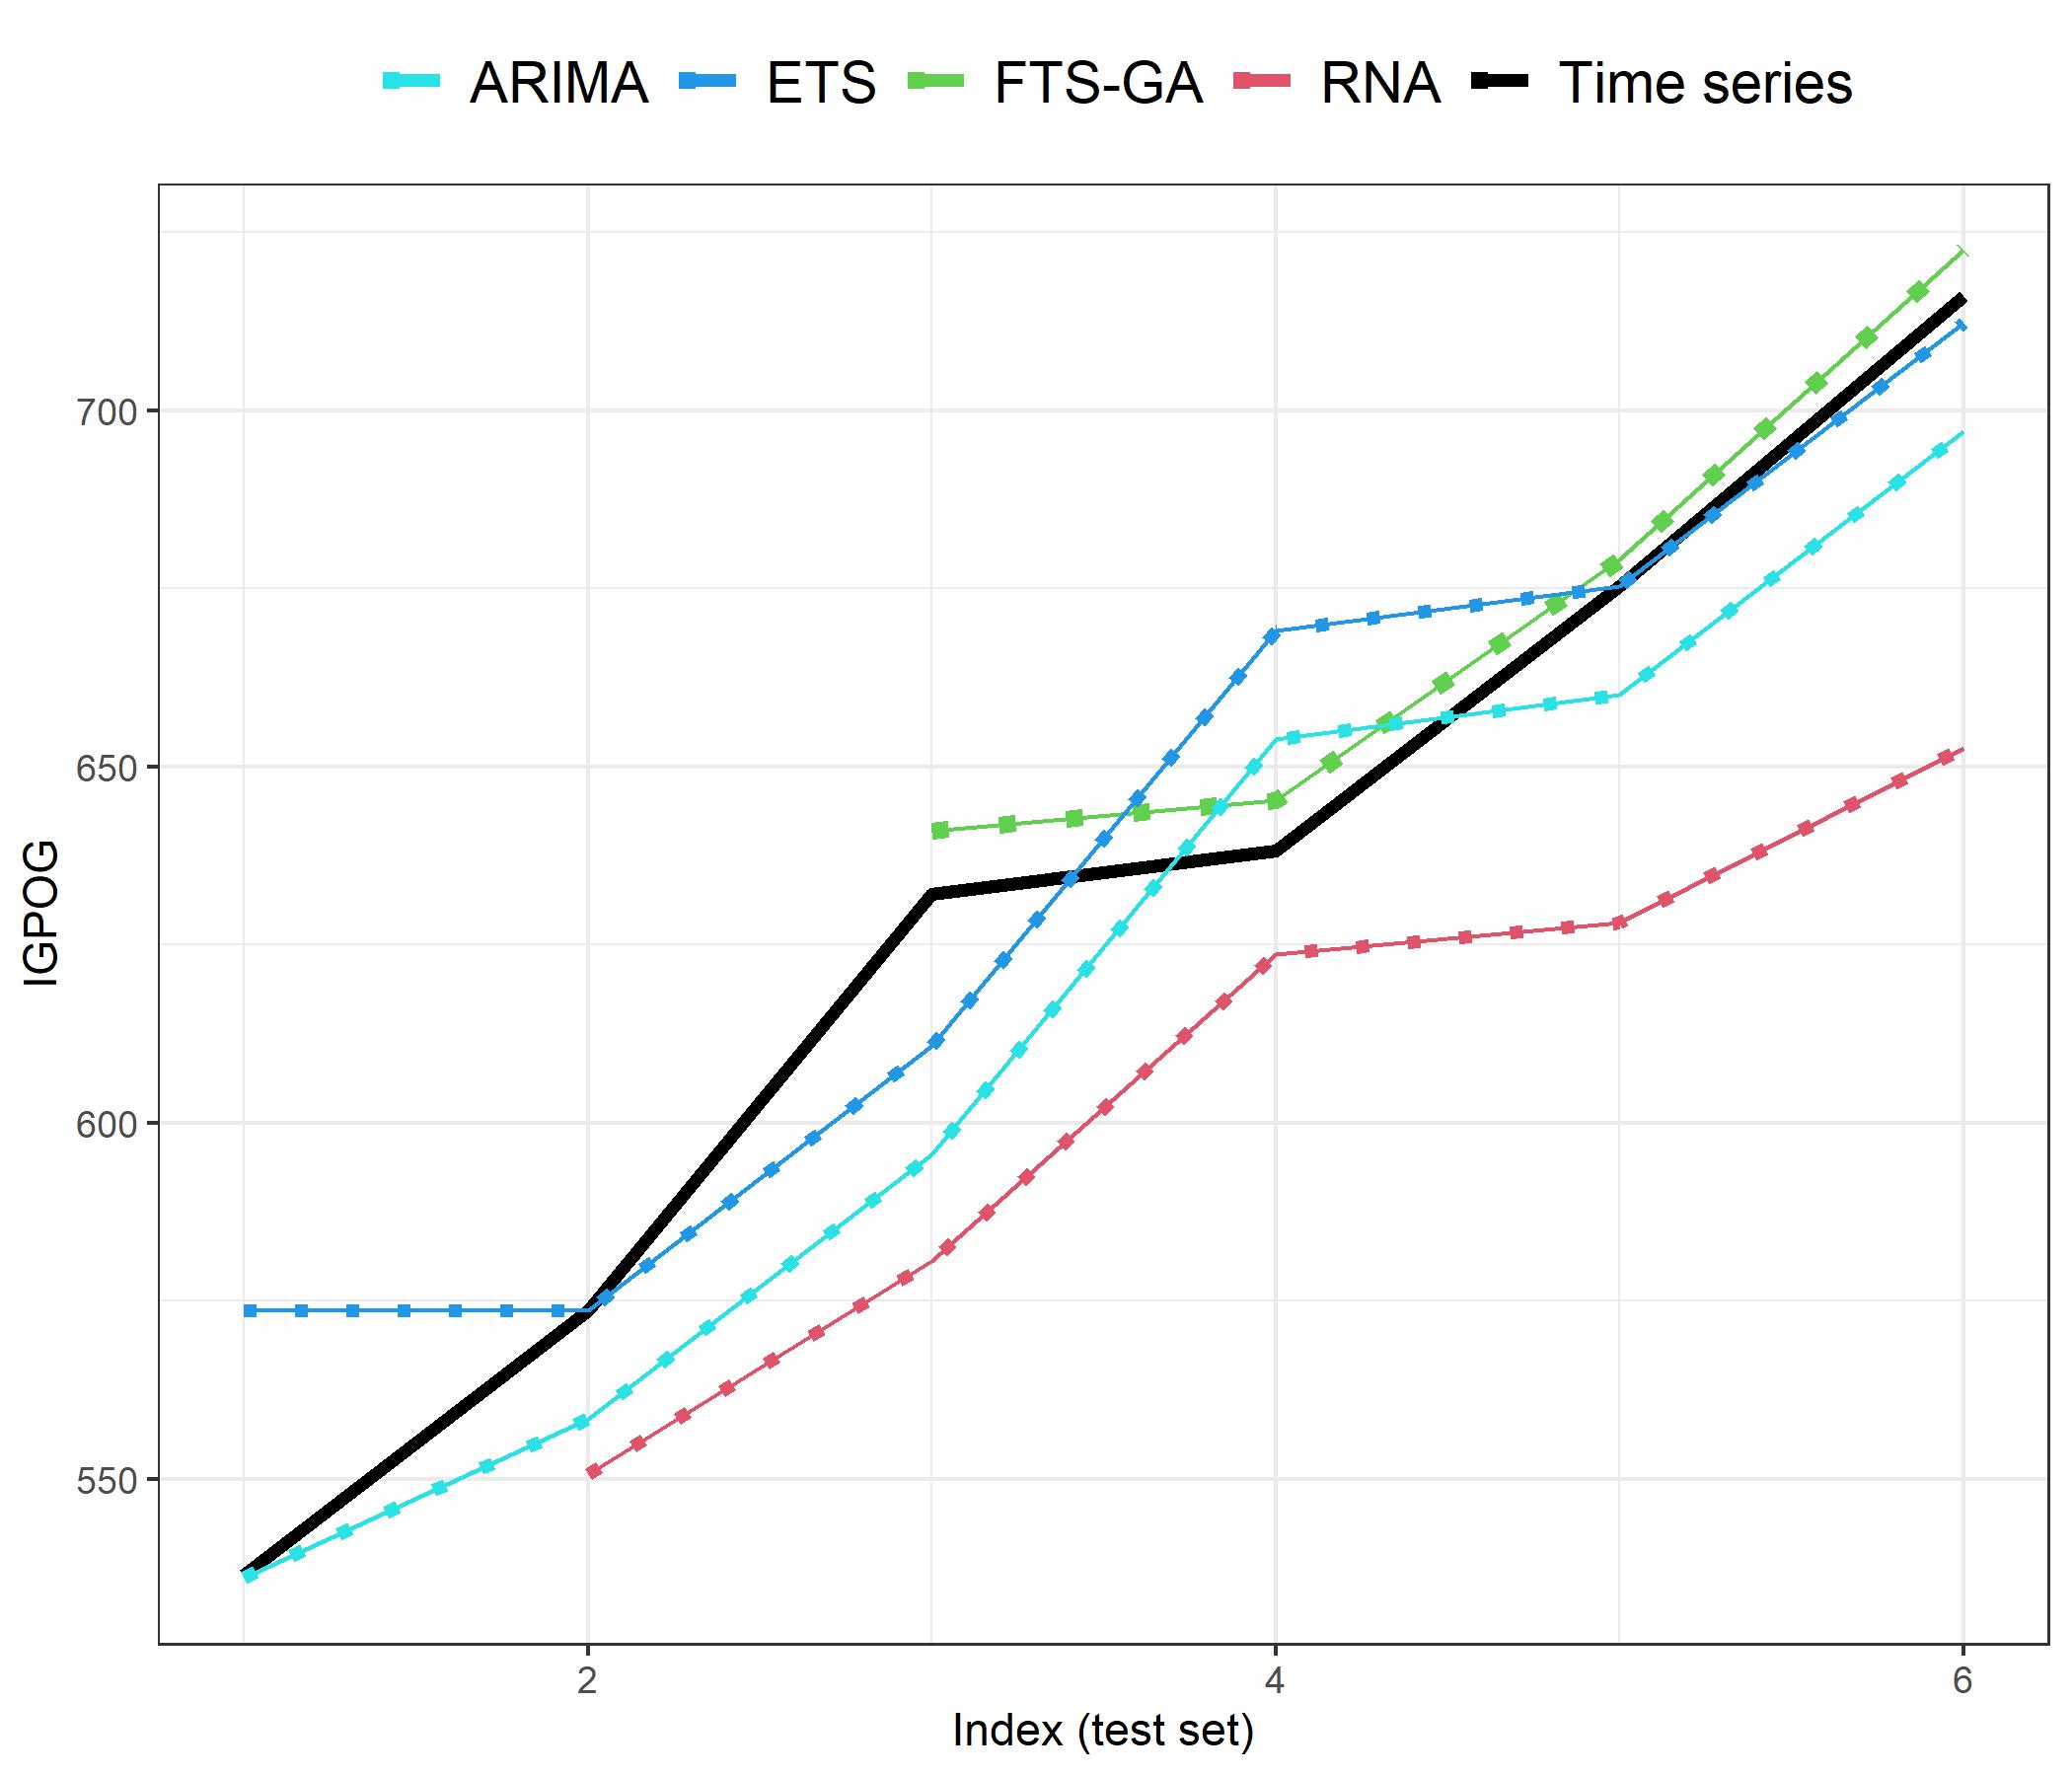 ARIMA ETS FTS-GA RNA Time series
700
650
600
550
IGPOG
2 4 6
Index (test set)